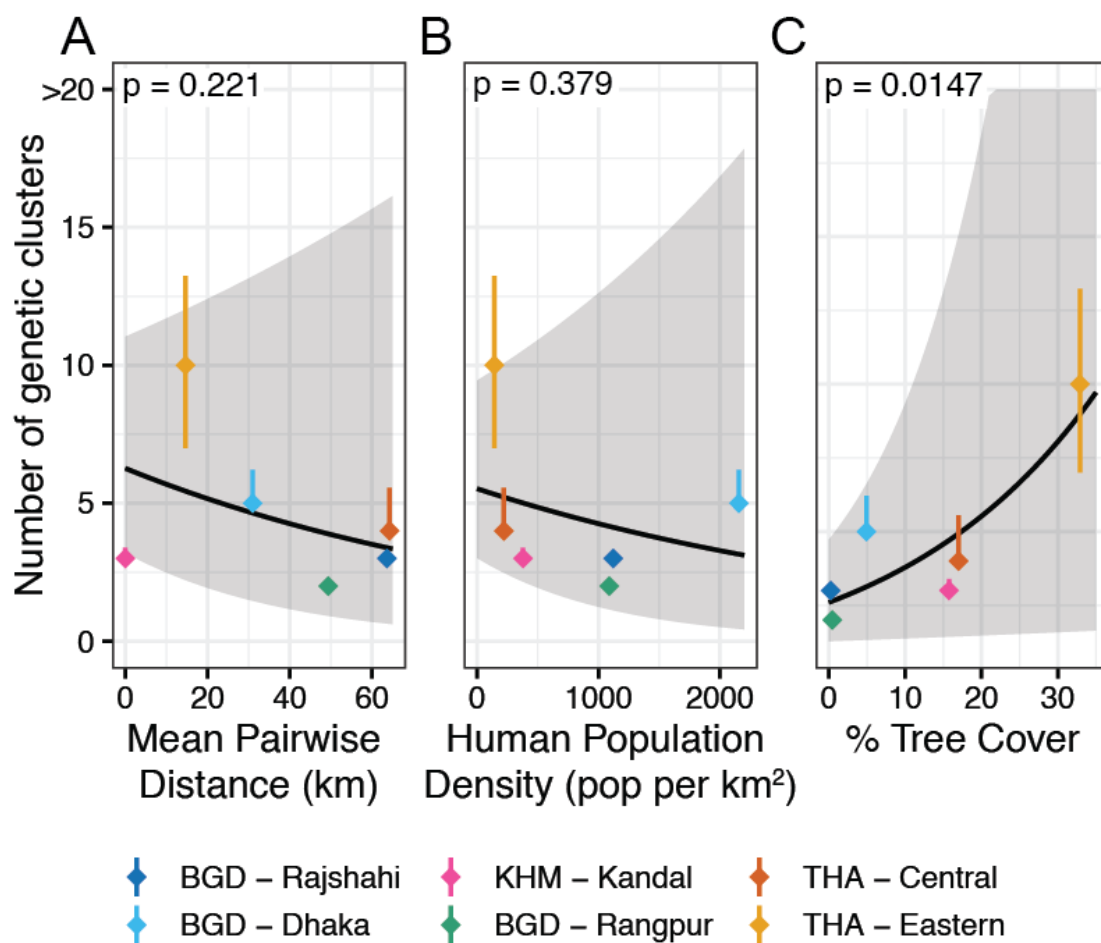 A B C
p = 0.221 p = 0.379 p = 0.0147
Number of genetic clusters
>20
15
10
5
0
0 20 40 60 0 1000 2000 0 10 20 30
Mean Pairwise Human Population % Tree Cover
Distance (km) Density (pop per km²)
BGD – Rajshahi KHM – Kandal THA – Central
BGD – Dhaka BGD – Rangpur THA – Eastern